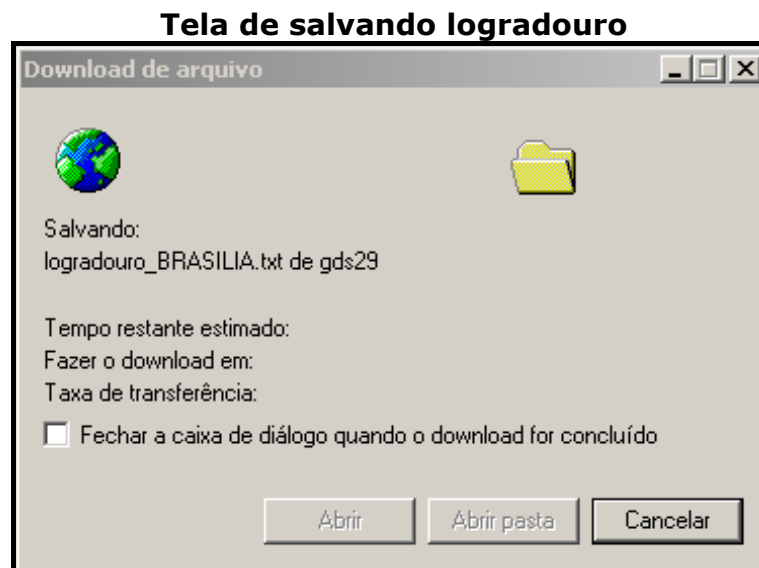 Tela de salvando logradouro
Download de arquivo
Salvando:
logradouro_BRASILIA.txt de gds29
Tempo restante estimado:
Fazer o download em:
Taxa de transferência:
Fechar a caixa de diálogo quando o download for concluído
Abrir
Abrir pasta
Cancelar